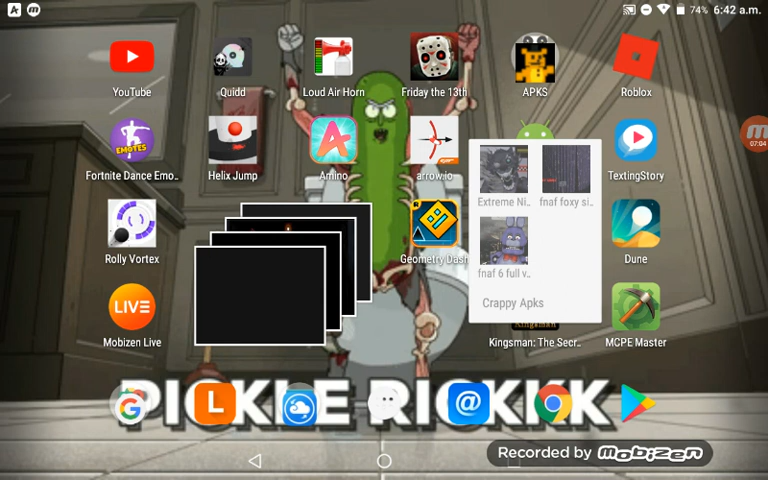 74% 6:42 a.m.
YouTube
Quidd
Loud Air Horn
Friday the 13th
APKS
Roblox
EMOTES
07:04
Fortnite Dance Emo..
Helix Jump
Amino
arrow.io
TextingStory
Extreme Ni..
fnaf foxy si..
Rolly Vortex
Geometry Dash
fnaf 6 full v..
Dune
LIVE
Crappy Apks
Mobizen Live
Kingsman
Kingsman: The Secr..
MCPE Master
PICKLE RICKKK
Recorded by mobizen